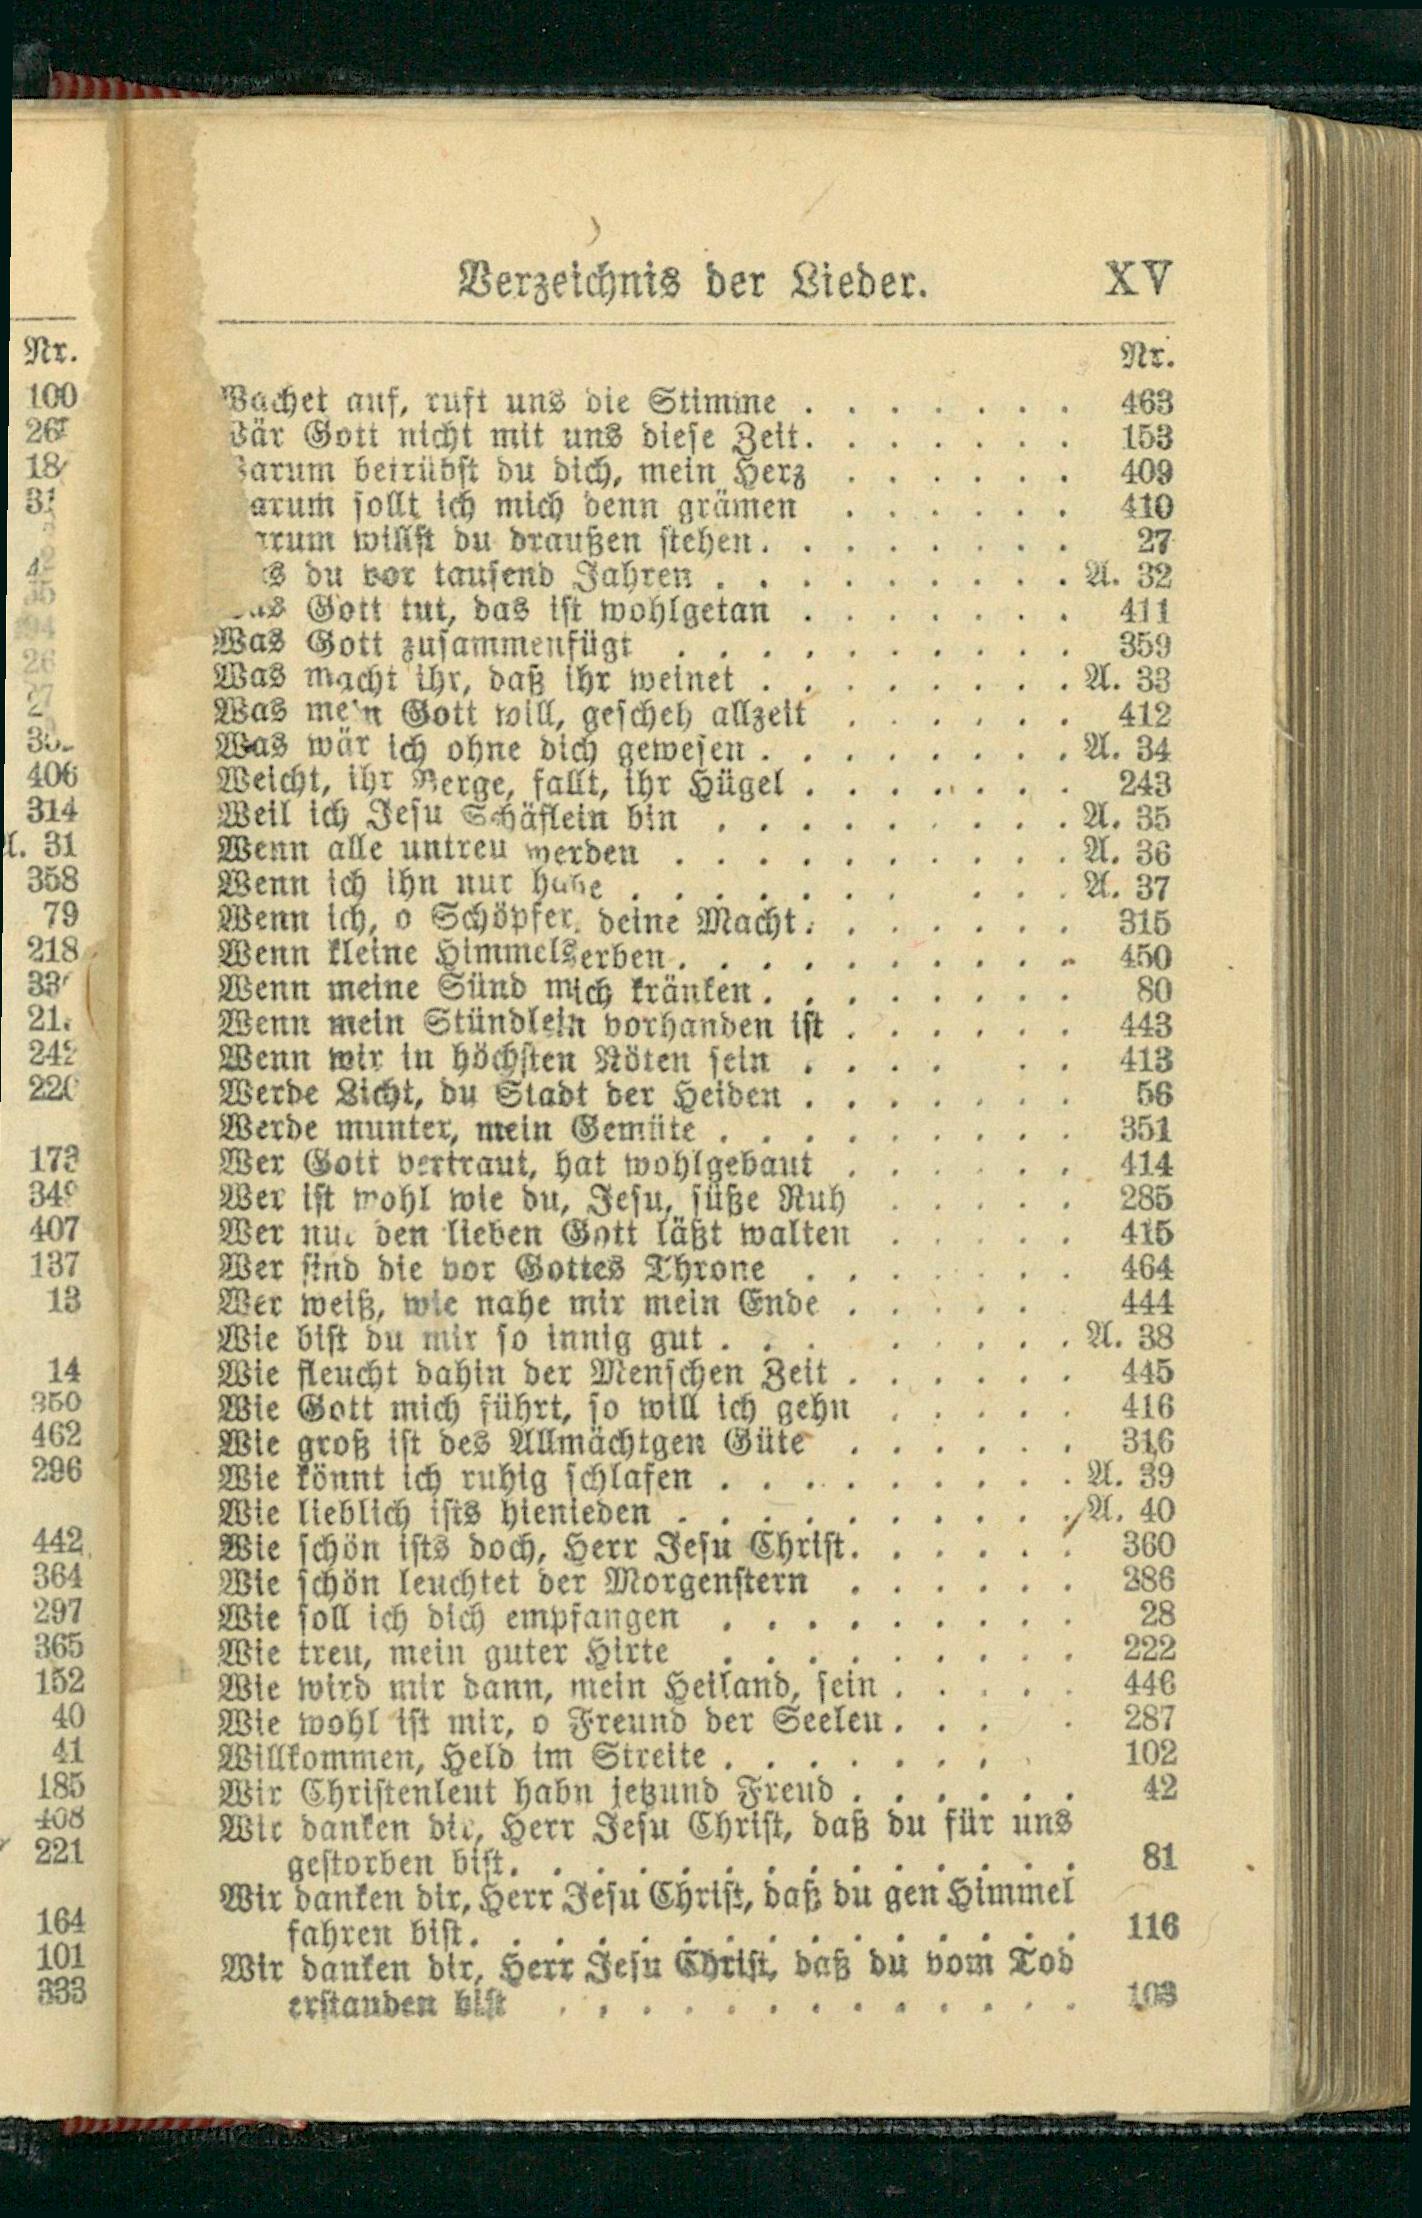 Verzeichnis der Lieder. XV
Nr.
Nr.
100
18
31
406
314
A. 31
358
79
218
242
173
407
137
13
14
350
462
296
442
364
297
365
152
40
41
185
408
221
164
101
333
Wachet auf, ruft uns die Stimme . . . . . . . 463
Wär Gott nicht mit uns diese Zeit. . . . . . . 153
Warum betrübst du dich, mein Herz . . . . . . 409
Warum sollt ich mich denn grämen . . . . . . 410
Warum willst du draußen stehen. . . . . . . . 27
du vor tausend Jahren . . . . . . . . . A. 32
Was Gott tut, das ist wohlgetan . . . . . . . 411
Was Gott zusammenfügt . . . . . . . . . . 359
Was macht ihr, daß ihr weinet . . . . . . . . A. 33
Was mein Gott will, gescheh allzeit . . . . . . 412
Was wär ich ohne dich gewesen . . . . . . . . A. 34
Weicht, ihr Berge, fallt, ihr Hügel . . . . . . . 243
Weil ich Jesu Schäflein bin . . . . . . . . . A. 35
Wenn alle untreu werden . . . . . . . . . . A. 36
Wenn ich ihn nur habe . . . . . . . . . . A. 37
Wenn ich, o Schöpfer, deine Macht. . . . . . . 315
Wenn kleine Himmelserben. . . . . . . . . . 450
Wenn meine Sünd mich kränken. . . . . . . . 80
Wenn mein Stündlein vorhanden ist . . . . . . 443
Wenn wir in höchsten Nöten sein . . . . . . 413
Werde Licht, du Stadt der Heiden . . . . . . . 56
Werde munter, mein Gemüte . . . . . . . . . 351
Wer Gott vertraut, hat wohlgebaut . . . . . . 414
Wer ist wohl wie du, Jesu, süße Ruh . . . . . 285
Wer nur den lieben Gott läßt walten . . . . . 415
Wer sind die vor Gottes Throne . . . . . . . 464
Wer weiß, wie nahe mir mein Ende . . . . . 444
Wie bist du mir so innig gut . . . . . . . . A. 38
Wie fleucht dahin der Menschen Zeit . . . . . . 445
Wie Gott mich führt, so will ich gehn . . . . . 416
Wie groß ist des Allmächtgen Güte . . . . . . 316
Wie könnt ich ruhig schlafen . . . . . . . . . A. 39
Wie lieblich ists hienieden . . . . . . . . . . A. 40
Wie schön ists doch, Herr Jesu Christ. . . . . . 360
Wie schön leuchtet der Morgenstern . . . . . . 286
Wie soll ich dich empfangen . . . . . . . . . 28
Wie treu, mein guter Hirte . . . . . . . . . 222
Wie wird mir dann, mein Heiland, sein . . . . . 446
Wie wohl ist mir, o Freund der Seelen. . . . 287
Willkommen, Held im Streite . . . . . . . 102
Wir Christenleut habn jetzund Freud . . . . . . 42
Wir danken dir, Herr Jesu Christ, daß du für uns
gestorben bist. . . . . . . . . . . . . . 81
Wir danken dir, Herr Jesu Christ, daß du gen Himmel
fahren bist. . . . . . . . . . . . . . . 116
Wir danken dir, Herr Jesu Christ, daß du vom Tod
erstanden bist . . . . . . . . . . . . . 103